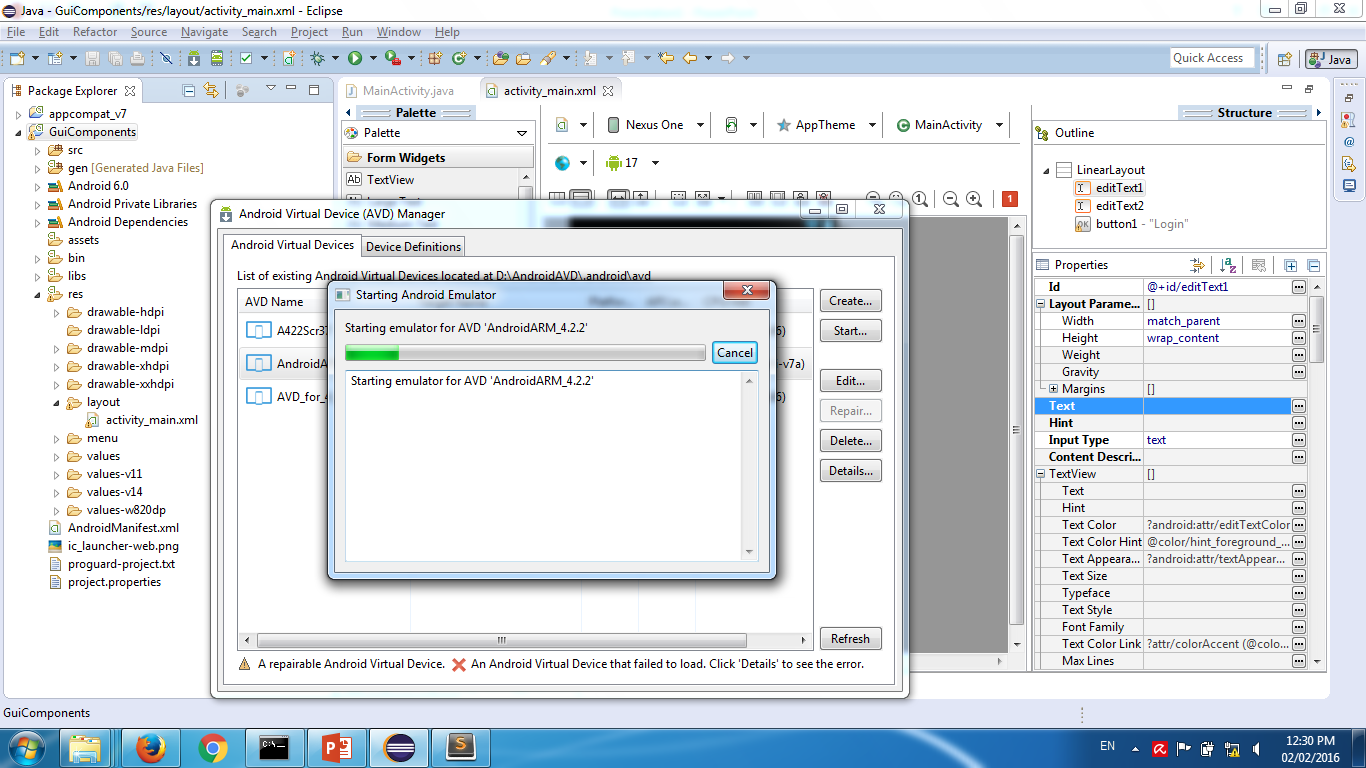 Java - GuiComponents/res/layout/activity_main.xml - Eclipse
File Edit Refactor Source Navigate Search Project Run Window Help
Quick Access Java
Package Explorer
appcompat_v7
GuiComponents
src
gen [Generated Java Files]
Android 6.0
Android Private Libraries
Android Dependencies
assets
bin
libs
res
drawable-hdpi
drawable-ldpi
drawable-mdpi
drawable-xhdpi
drawable-xxhdpi
layout
activity_main.xml
menu
values
values-v11
values-v14
values-w820dp
AndroidManifest.xml
ic_launcher-web.png
proguard-project.txt
project.properties
MainActivity.java activity_main.xml
Palette
Palette
Form Widgets
Ab TextView
Nexus One AppTheme MainActivity
17
1
Android Virtual Device (AVD) Manager
Android Virtual Devices Device Definitions
List of existing Android Virtual Devices located at D:\AndroidAVD\.android\avd
AVD Name
A422Scr3
AndroidA -v7a)
AVD_for_
Create...
Start...
Edit...
Repair...
Delete...
Details...
Refresh
A repairable Android Virtual Device. An Android Virtual Device that failed to load. Click 'Details' to see the error.
Starting Android Emulator
Starting emulator for AVD 'AndroidARM_4.2.2'
Cancel
Starting emulator for AVD 'AndroidARM_4.2.2'
Structure
Outline
LinearLayout
editText1
editText2
OK button1 - "Login"
Properties
Id @+id/editText1
Layout Parame... []
Width match_parent
Height wrap_content
Weight
Gravity
Margins []
Text
Hint
Input Type text
Content Descri...
TextView []
Text
Hint
Text Color ?android:attr/editTextColor
Text Color Hint @color/hint_foreground_...
Text Appeara... ?android:attr/textAppear...
Text Size
Typeface
Text Style
Font Family
Text Color Link ?attr/colorAccent (@colo...
Max Lines
GuiComponents
EN
12:30 PM
02/02/2016